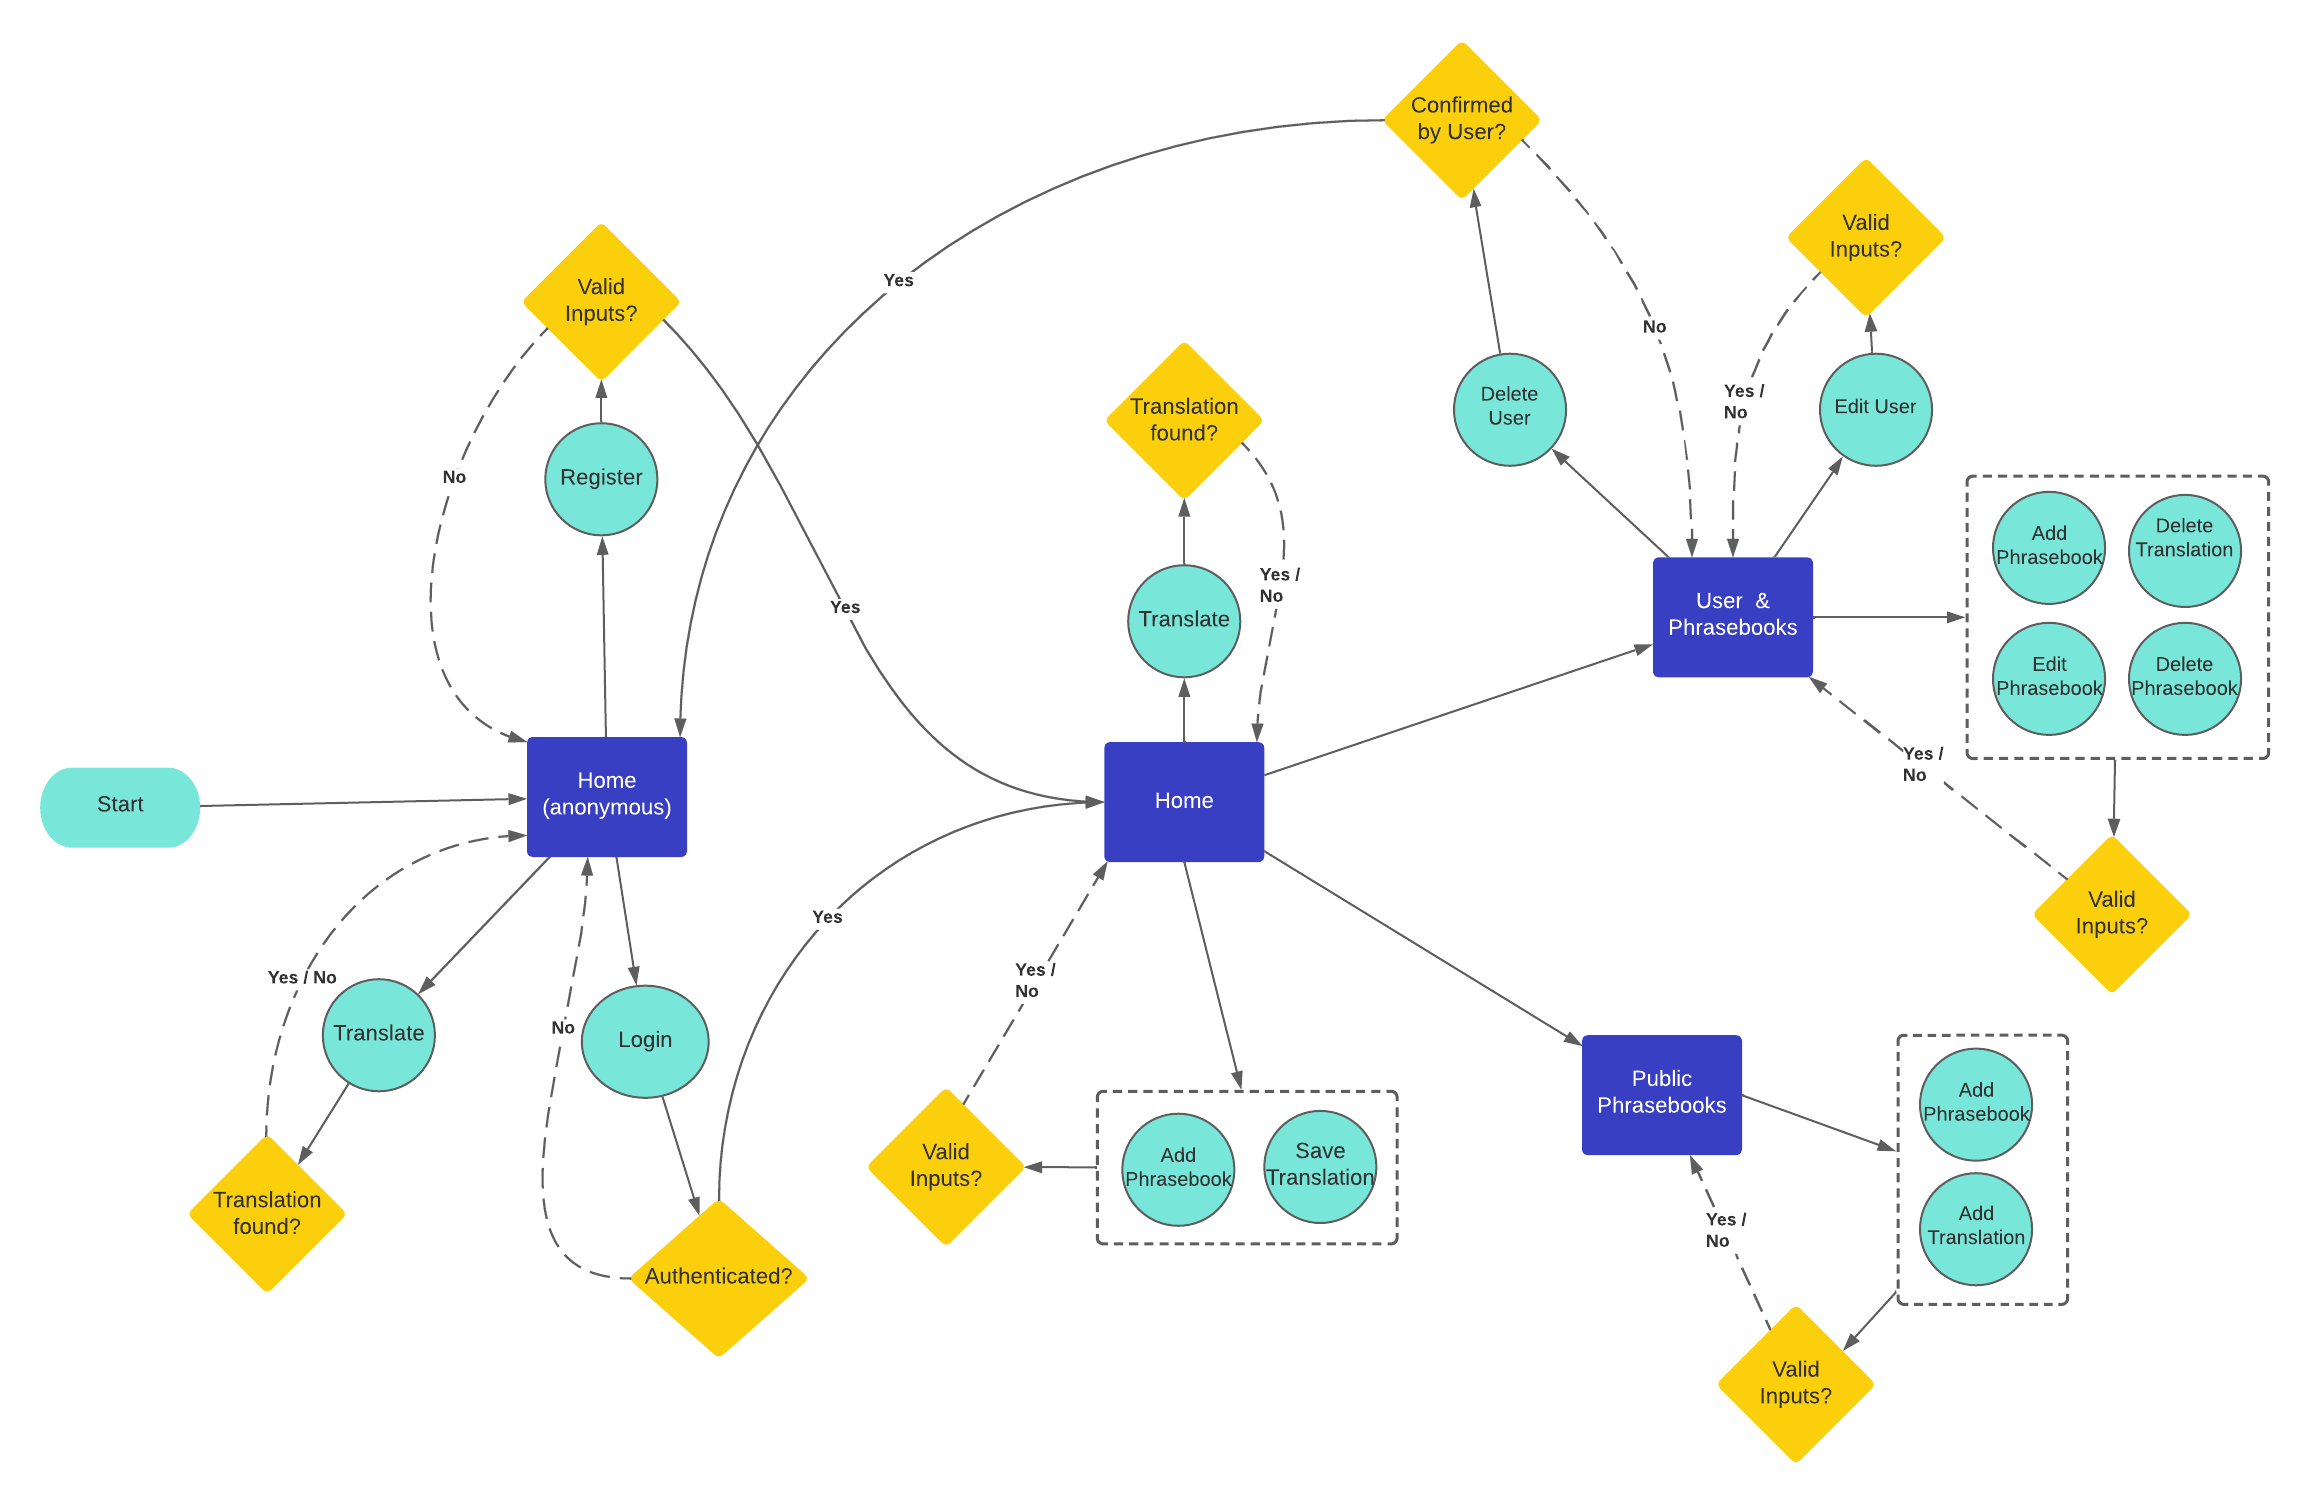 Confirmed
by User?
Valid
Inputs?
Yes
Valid
Inputs?
No
Delete
User
Yes /
No
Edit User
Translation
found?
No
Register
Add
Phrasebook
Delete
Translation
Yes /
No
Yes
Translate
User  &
Phrasebooks
Edit
Phrasebook
Delete
Phrasebook
Yes /
No
Start
Home
(anonymous)
Home
Valid
Inputs?
Yes
Yes / No
No
Translate
Login
Yes /
No
Public
Phrasebooks
Add
Phrasebook
Valid
Inputs?
Add
Phrasebook
Save
Translation
Translation
found?
Yes /
No
Add
Translation
Authenticated?
Valid
Inputs?